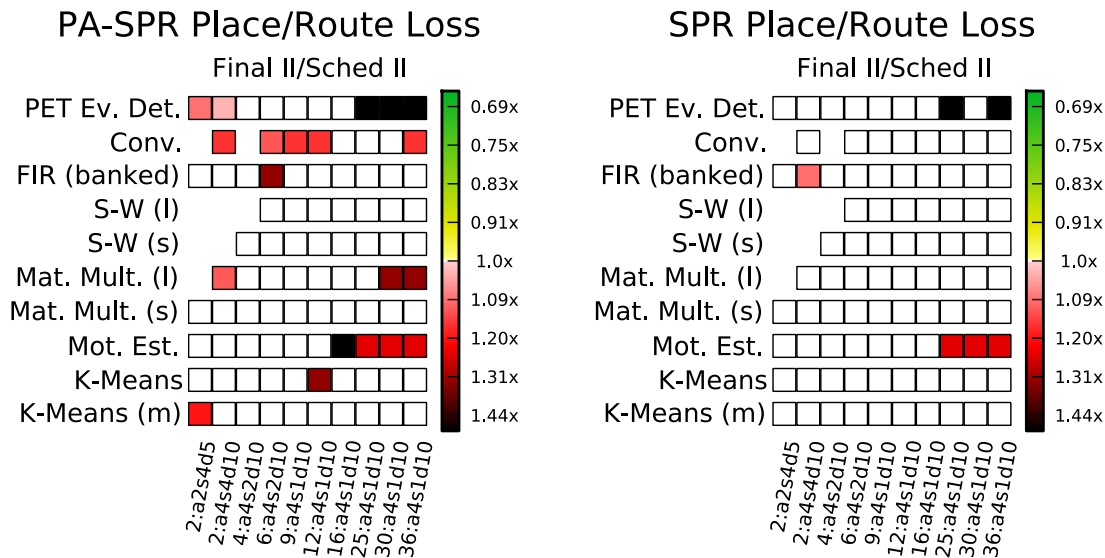 PA-SPR Place/Route Loss
Final II/Sched II
PET Ev. Det.
Conv.
FIR (banked)
S-W (l)
S-W (s)
Mat. Mult. (l)
Mat. Mult. (s)
Mot. Est.
K-Means
K-Means (m)
2:a2s4d5
2:a4s4d10
4:a4s2d10
6:a4s2d10
9:a4s1d10
12:a4s1d10
16:a4s1d10
25:a4s1d10
30:a4s1d10
36:a4s1d10
0.69x
0.75x
0.83x
0.91x
1.0x
1.09x
1.20x
1.31x
1.44x
SPR Place/Route Loss
Final II/Sched II
PET Ev. Det.
Conv.
FIR (banked)
S-W (l)
S-W (s)
Mat. Mult. (l)
Mat. Mult. (s)
Mot. Est.
K-Means
K-Means (m)
2:a2s4d5
2:a4s4d10
4:a4s2d10
6:a4s2d10
9:a4s1d10
12:a4s1d10
16:a4s1d10
25:a4s1d10
30:a4s1d10
36:a4s1d10
0.69x
0.75x
0.83x
0.91x
1.0x
1.09x
1.20x
1.31x
1.44x